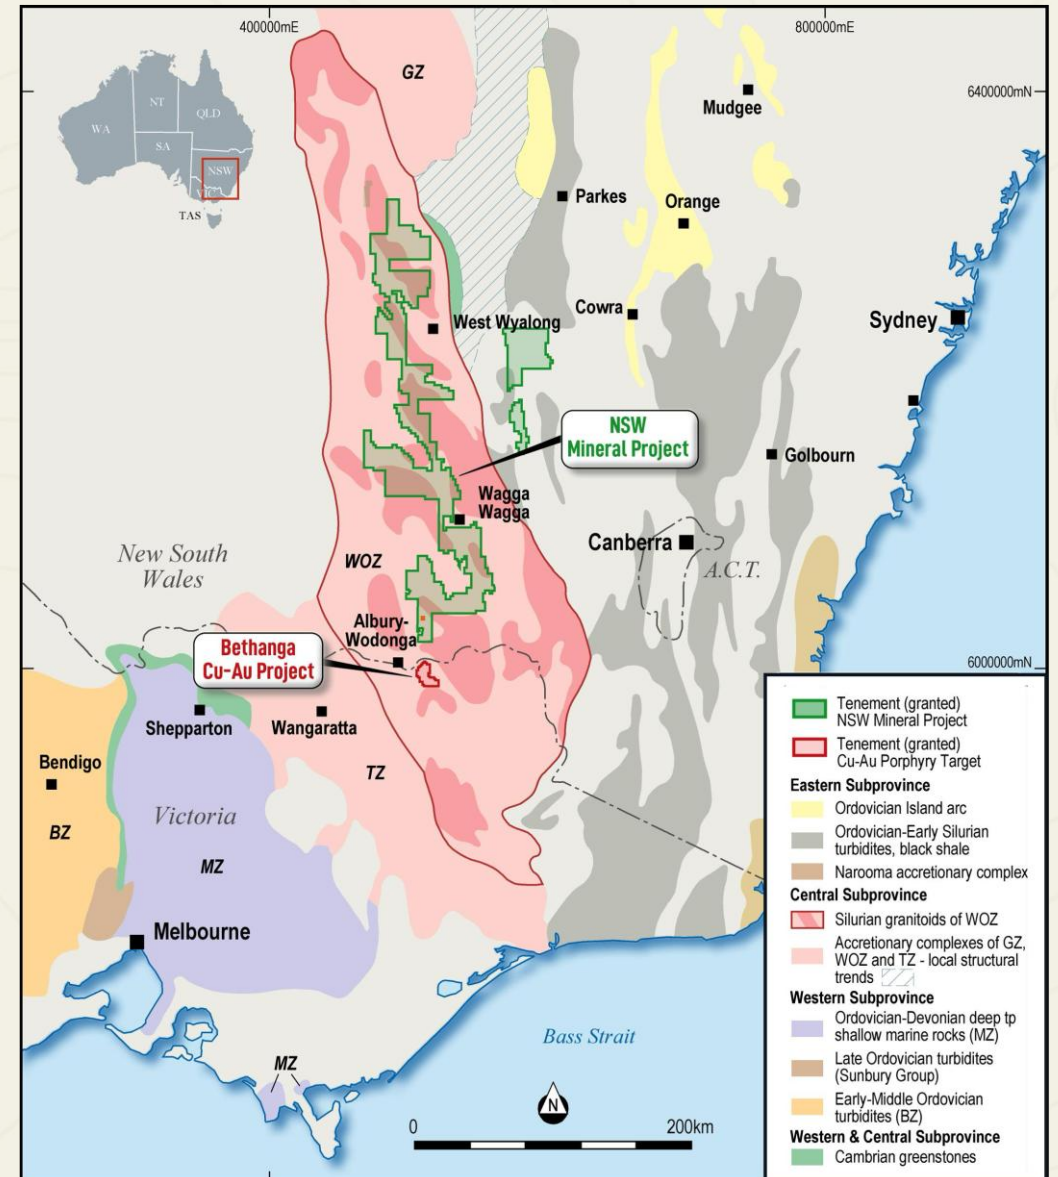 400000mE
800000mE
6400000mN
WA
NT
SA
QLD
NSW
VIC
TAS
GZ
Mudgee
Parkes
Orange
Cowra
West Wyalong
Sydney
NSW
Mineral Project
Golbourn
Wagga
Wagga
Canberra
A.C.T.
New South
Wales
WOZ
Albury-
Wodonga
Bethanga
Cu-Au Project
6000000mN
Shepparton
Wangaratta
Bendigo
TZ
Victoria
BZ
MZ
Melbourne
Bass Strait
MZ
N
0
200km
Tenement (granted)
NSW Mineral Project
Tenement (granted)
Cu-Au Porphyry Target
Eastern Subprovince
Ordovician Island arc
Ordovician-Early Silurian
turbidites, black shale
Narooma accretionary complex
Central Subprovince
Silurian granitoids of WOZ
Accretionary complexes of GZ,
WOZ and TZ - local structural
trends
Western Subprovince
Ordovician-Devonian deep tp
shallow marine rocks (MZ)
Late Ordovician turbidites
(Sunbury Group)
Early-Middle Ordovician
turbidites (BZ)
Western & Central Subprovince
Cambrian greenstones